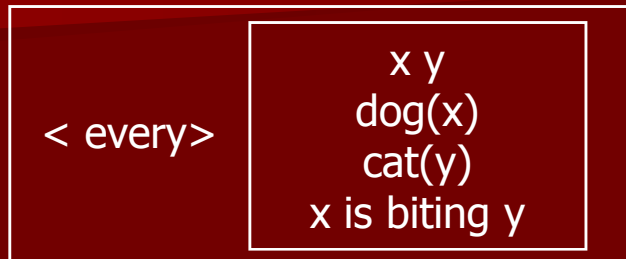 < every>
x y
dog(x)
cat(y)
x is biting y